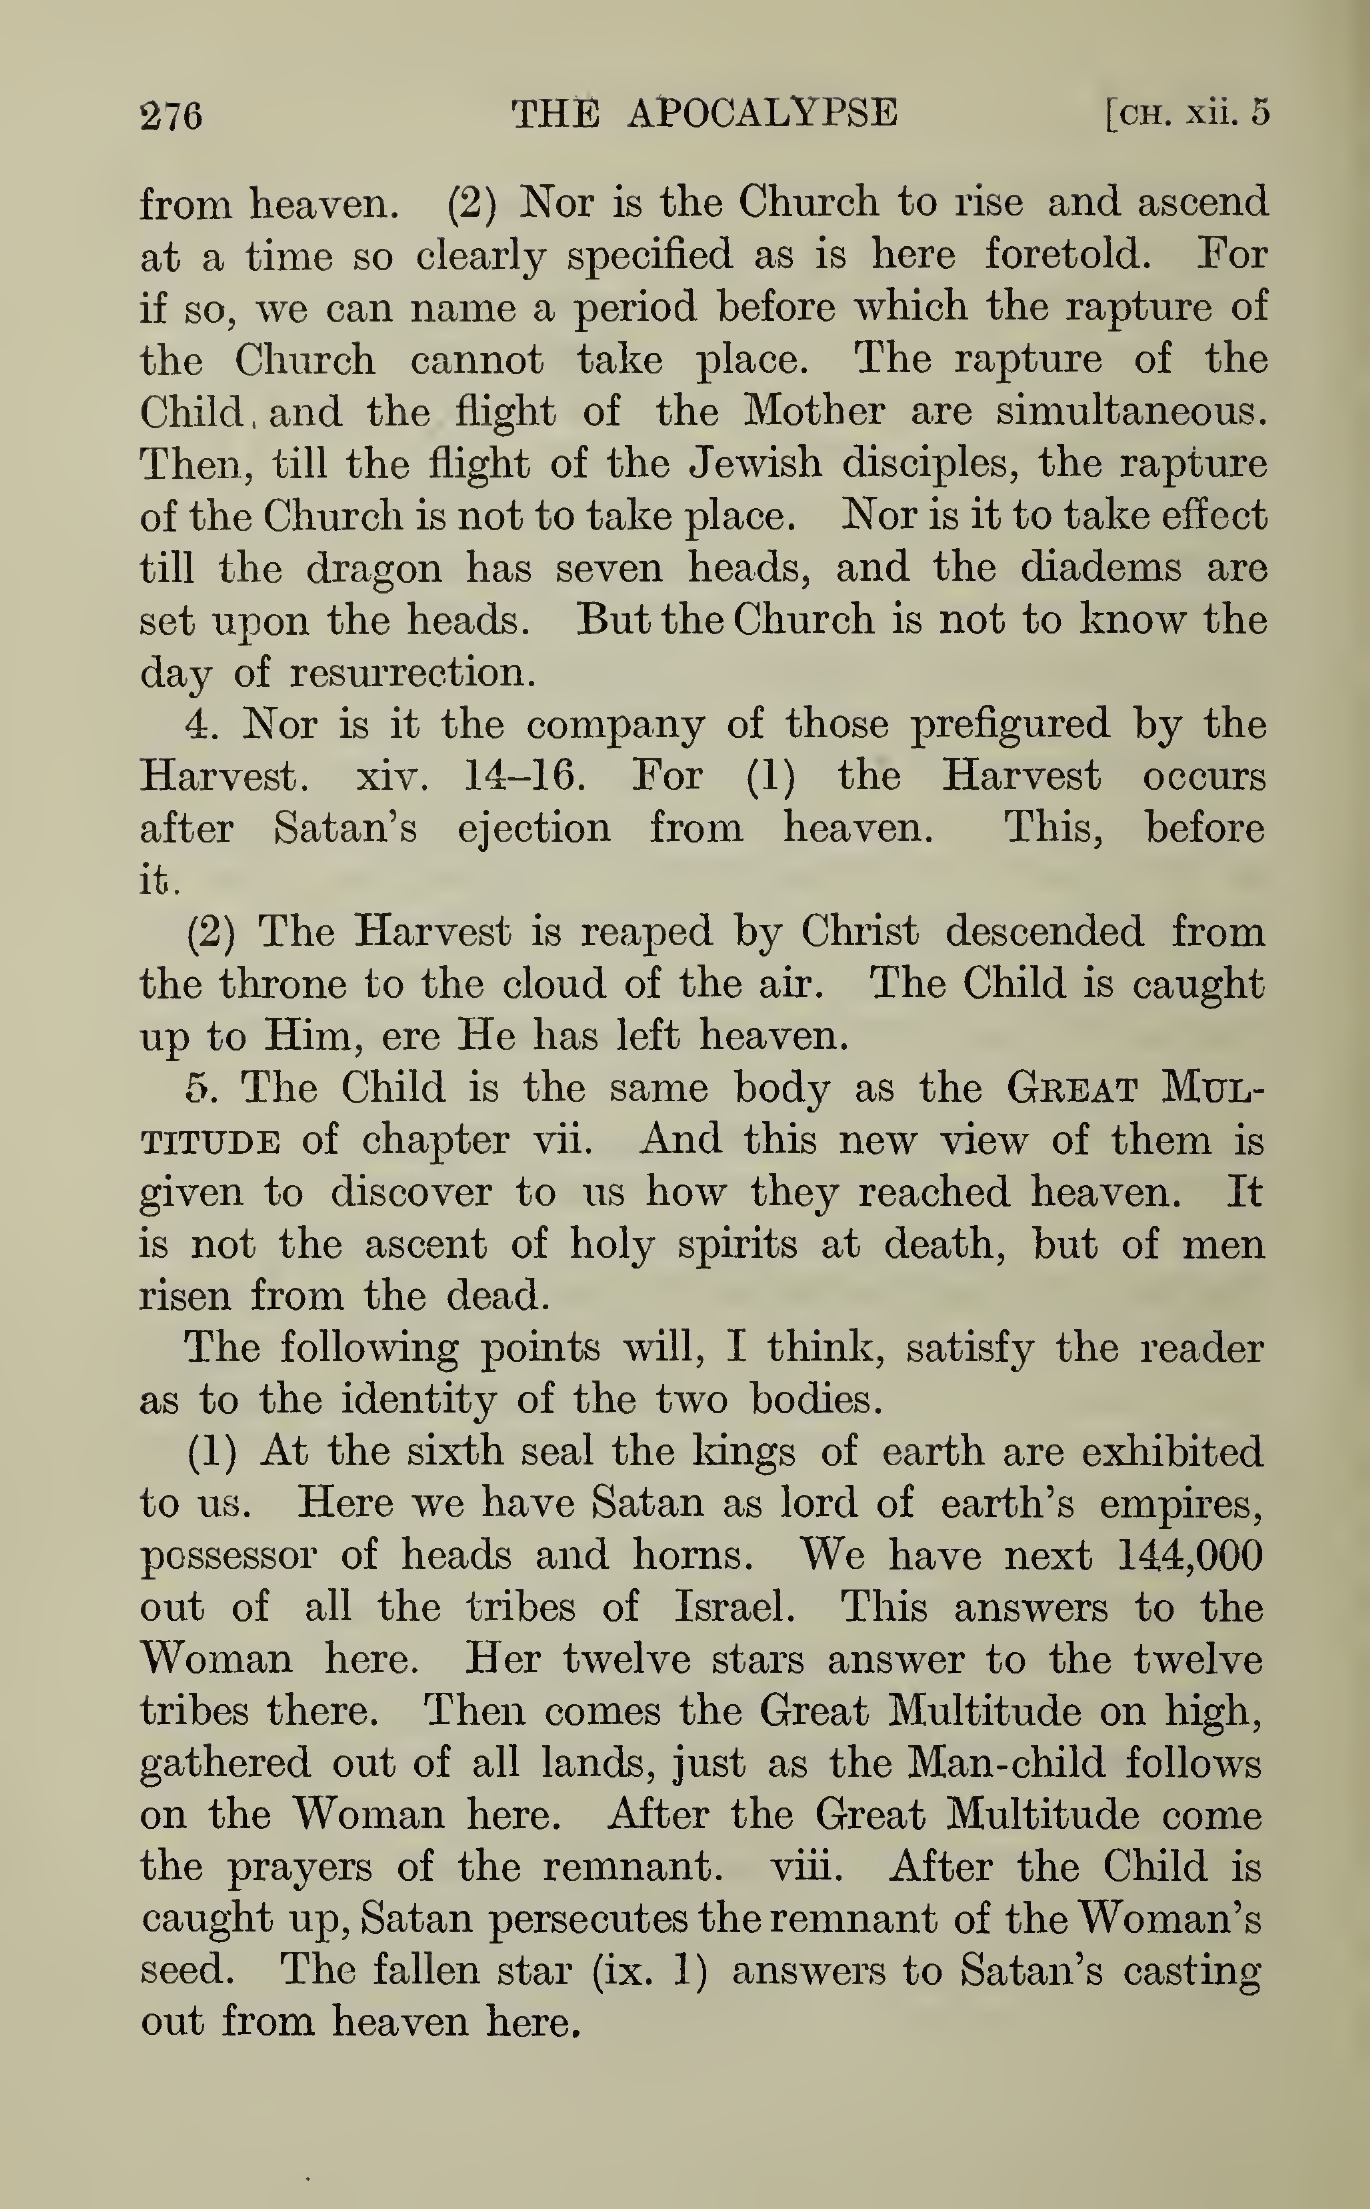 276 THE APOCALYPSE [CH. xii. 5
from heaven. (2) Nor is the Church to rise and ascend
at a time so clearly specified as is here foretold. For
if so, we can name a period before which the rapture of
the Church cannot take place. The rapture of the
Child, and the flight of the Mother are simultaneous.
Then, till the flight of the Jewish disciples, the rapture
of the Church is not to take place. Nor is it to take effect
till the dragon has seven heads, and the diadems are
set upon the heads. But the Church is not to know the
day of resurrection.
4. Nor is it the company of those prefigured by the
Harvest. xiv. 14–16. For (1) the Harvest occurs
after Satan's ejection from heaven. This, before
it.
(2) The Harvest is reaped by Christ descended from
the throne to the cloud of the air. The Child is caught
up to Him, ere He has left heaven.
5. The Child is the same body as the GREAT MUL-
TITUDE of chapter vii. And this new view of them is
given to discover to us how they reached heaven. It
is not the ascent of holy spirits at death, but of men
risen from the dead.
The following points will, I think, satisfy the reader
as to the identity of the two bodies.
(1) At the sixth seal the kings of earth are exhibited
to us. Here we have Satan as lord of earth's empires,
possessor of heads and horns. We have next 144,000
out of all the tribes of Israel. This answers to the
Woman here. Her twelve stars answer to the twelve
tribes there. Then comes the Great Multitude on high,
gathered out of all lands, just as the Man-child follows
on the Woman here. After the Great Multitude come
the prayers of the remnant. viii. After the Child is
caught up, Satan persecutes the remnant of the Woman's
seed. The fallen star (ix. 1) answers to Satan's casting
out from heaven here.